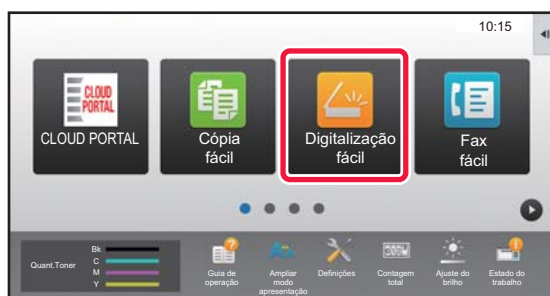 10:15
CLOUD
PORTAL
CLOUD PORTAL
Cópia
fácil
Digitalização
fácil
Fax
fácil
Quant.Toner
Bk
C
M
Y
Guia de
operação
Ampliar
modo
apresentação
Definições
Contagem
total
Ajuste do
brilho
Estado do
trabalho